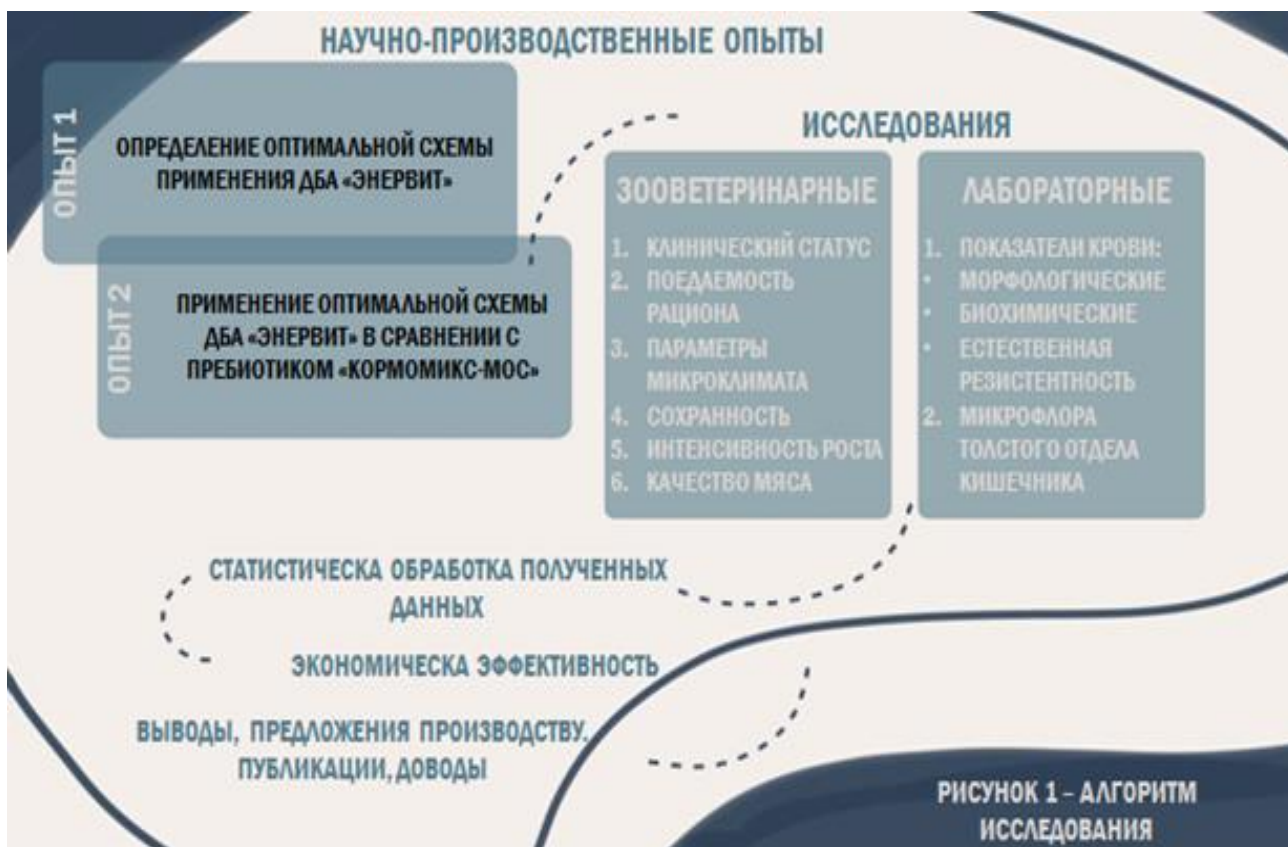 НАУЧНО-ПРОИЗВОДСТВЕННЫЕ ОПЫТЫ
ОПЫТ 1
ОПРЕДЕЛЕНИЕ ОПТИМАЛЬНОЙ СХЕМЫ
ПРИМЕНЕНИЯ ДБА «ЭНЕРВИТ»
ОПЫТ 2
ПРИМЕНЕНИЕ ОПТИМАЛЬНОЙ СХЕМЫ
ДБА «ЭНЕРВИТ» В СРАВНЕНИИ С
ПРЕБИОТИКОМ «КОРМОМИКС-МОС»
ИССЛЕДОВАНИЯ
ЗООВЕТЕРИНАРНЫЕ
1. КЛИНИЧЕСКИЙ СТАТУС
2. ПОЕДАЕМОСТЬ
РАЦИОНА
3. ПАРАМЕТРЫ
МИКРОКЛИМАТА
4. СОХРАННОСТЬ
5. ИНТЕНСИВНОСТЬ РОСТА
6. КАЧЕСТВО МЯСА
ЛАБОРАТОРНЫЕ
1. ПОКАЗАТЕЛИ КРОВИ:
• МОРФОЛОГИЧЕСКИЕ
• БИОХИМИЧЕСКИЕ
• ЕСТЕСТВЕННАЯ
РЕЗИСТЕНТНОСТЬ
2. МИКРОФЛОРА
ТОЛСТОГО ОТДЕЛА
КИШЕЧНИКА
СТАТИСТИЧЕСКА ОБРАБОТКА ПОЛУЧЕННЫХ
ДАННЫХ
ЭКОНОМИЧЕСКА ЭФФЕКТИВНОСТЬ
ВЫВОДЫ, ПРЕДЛОЖЕНИЯ ПРОИЗВОДСТВУ.
ПУБЛИКАЦИИ, ДОВОДЫ
РИСУНОК 1 – АЛГОРИТМ
ИССЛЕДОВАНИЯ